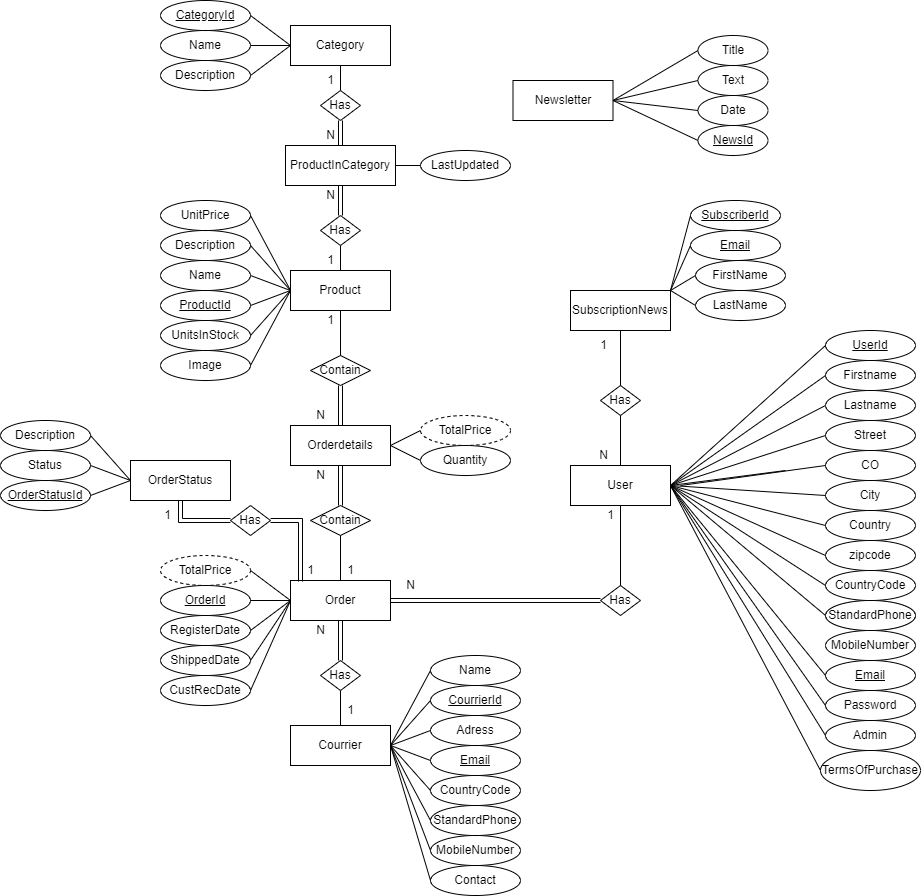 CategoryId
Name
Description
Category
1
Has
N
ProductInCategory
LastUpdated
N
Has
1
Newsletter
Title
Text
Date
NewsId
UnitPrice
Description
Name
ProductId
UnitsInStock
Image
Product
1
Contain
N
Orderdetails
TotalPrice
Quantity
N
Contain
1
SubscriberId
Email
FirstName
LastName
SubscriptionNews
1
Has
N
User
1
UserId
Firstname
Lastname
Street
CO
City
Country
zipcode
CountryCode
StandardPhone
MobileNumber
Email
Password
Admin
TermsOfPurchase
Description
Status
OrderStatusId
OrderStatus
1
Has
1
TotalPrice
OrderId
RegisterDate
ShippedDate
CustRecDate
Order
N
Has
N
Has
1
Courrier
Name
CourrierId
Adress
Email
CountryCode
StandardPhone
MobileNumber
Contact